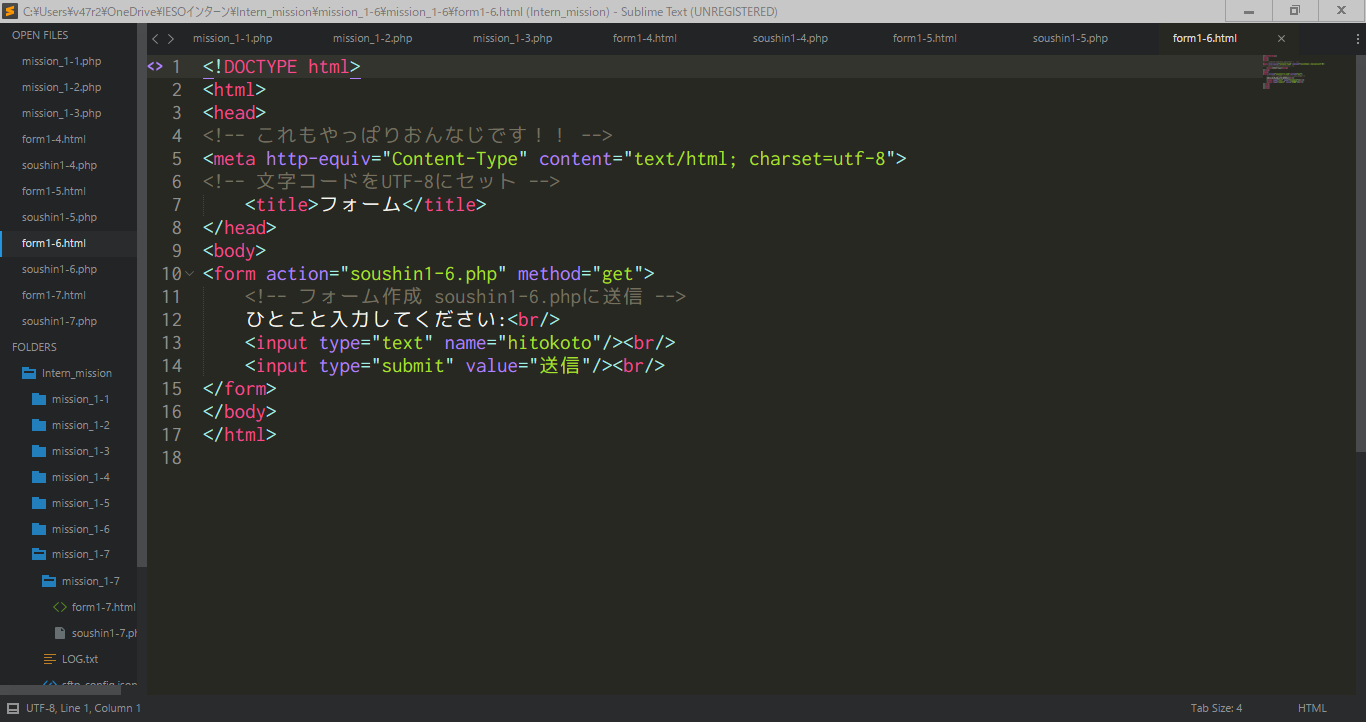 C:¥Users¥v47r2¥OneDrive¥IESOインターン¥Intern_mission¥mission_1-6¥mission_1-6¥form1-6.html (Intern_mission) - Sublime Text (UNREGISTERED)
OPEN FILES
mission_1-1.php
mission_1-2.php
mission_1-3.php
form1-4.html
soushin1-4.php
form1-5.html
soushin1-5.php
form1-6.html
soushin1-6.php
form1-7.html
soushin1-7.php
FOLDERS
Intern_mission
mission_1-1
mission_1-2
mission_1-3
mission_1-4
mission_1-5
mission_1-6
mission_1-7
mission_1-7
form1-7.html
soushin1-7.ph
LOG.txt
sftp-config.json
mission_1-1.php mission_1-2.php mission_1-3.php form1-4.html soushin1-4.php form1-5.html soushin1-5.php form1-6.html
1 <!DOCTYPE html>
2 <html>
3 <head>
4 <!-- これもやっぱりおんなじです！！ -->
5 <meta http-equiv="Content-Type" content="text/html; charset=utf-8">
6 <!-- 文字コードをUTF-8にセット -->
7 <title>フォーム</title>
8 </head>
9 <body>
10 <form action="soushin1-6.php" method="get">
11 <!-- フォーム作成 soushin1-6.phpに送信 -->
12 ひとこと入力してください:<br/>
13 <input type="text" name="hitokoto"/><br/>
14 <input type="submit" value="送信"/><br/>
15 </form>
16 </body>
17 </html>
18
UTF-8, Line 1, Column 1 Tab Size: 4 HTML